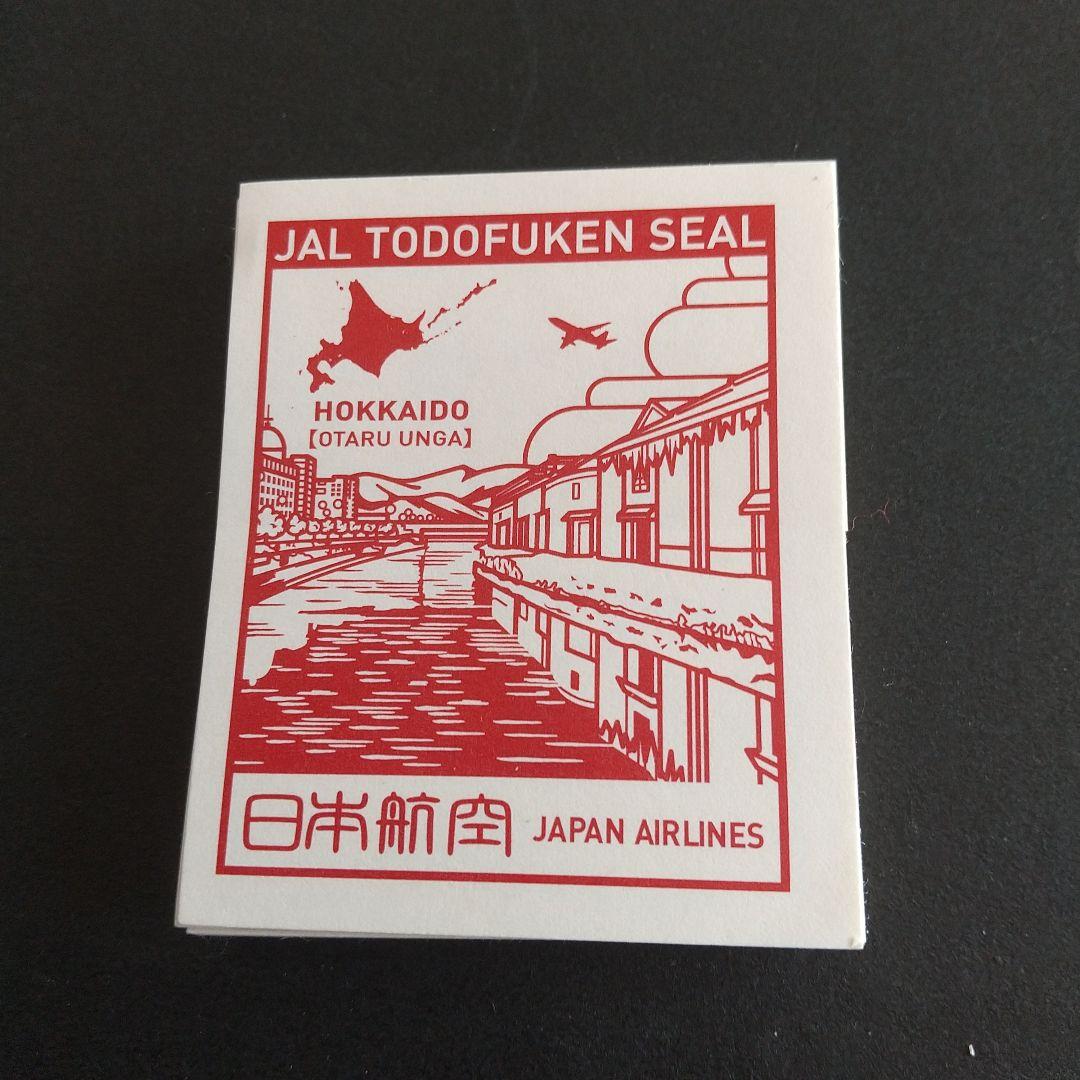 JAL TODOFUKEN SEAL
HOKKAIDO
【OTARU UNGA】
日本航空 JAPAN AIRLINES